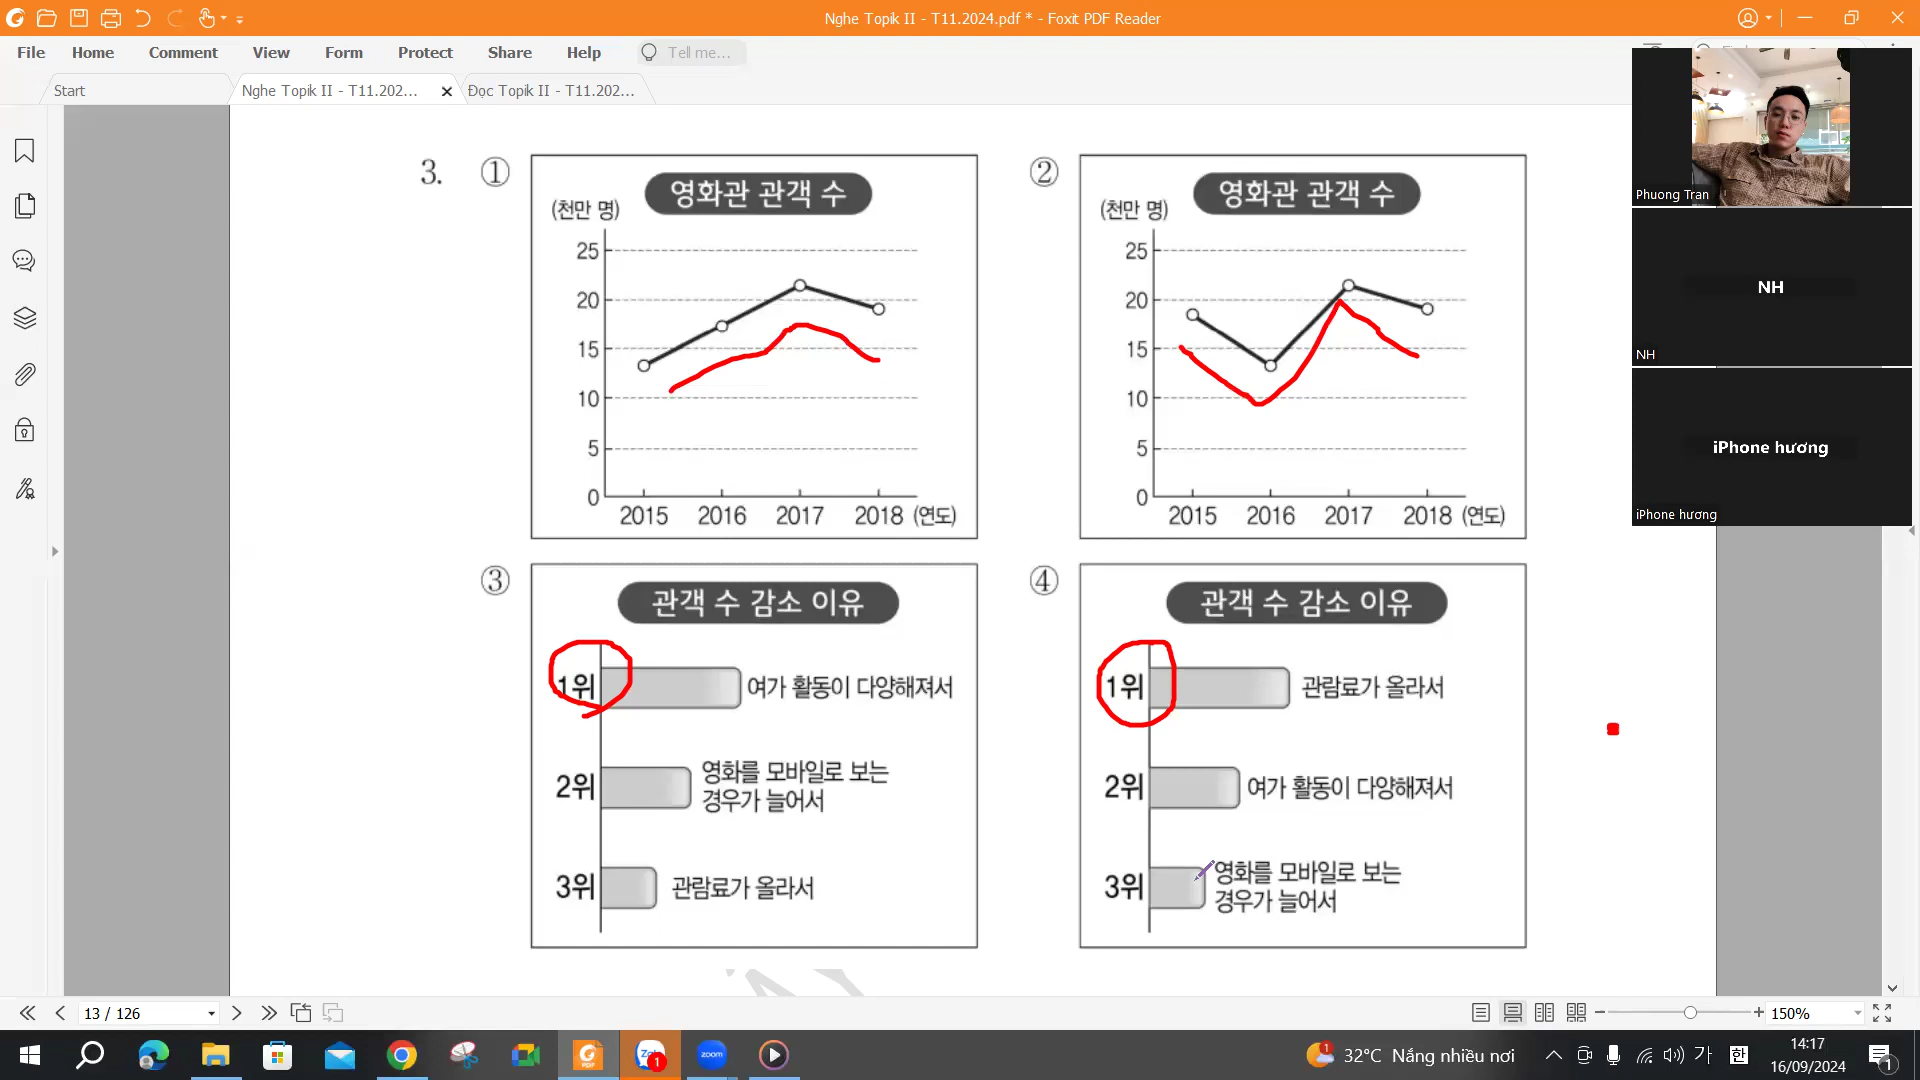 Nghe Topik II - T11.2024.pdf * - Foxit PDF Reader
File Home Comment View Form Protect Share Help Tell me...
Start
Nghe Topik II - T11.202...
Đọc Topik II - T11.202...
3. ① ②
영화관 관객 수
(천만 명)
25
20
15
10
5
0
2015 2016 2017 2018 (연도)
영화관 관객 수
(천만 명)
25
20
15
10
5
0
2015 2016 2017 2018 (연도)
③
관객 수 감소 이유
1위 여가 활동이 다양해져서
2위 영화를 모바일로 보는
경우가 늘어서
3위 관람료가 올라서
④
관객 수 감소 이유
1위 관람료가 올라서
2위 여가 활동이 다양해져서
3위 영화를 모바일로 보는
경우가 늘어서
Phuong Tran
NH
NH
iPhone hương
iPhone hương
13 / 126
150%
zoom
1
1
32°C Nắng nhiều nơi
가
한
14:17
16/09/2024
1